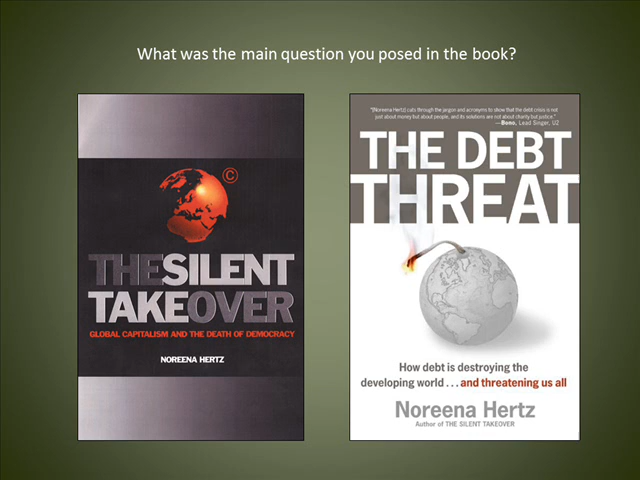 What was the main question you posed in the book?
©
THESILENT
TAKEOVER
GLOBAL CAPITALISM AND THE DEATH OF DEMOCRACY
NOREENA HERTZ
"[Noreena Hertz] cuts through the jargon and acronyms to show that the debt crisis is not
just about money but about people, and its solutions are not about charity but justice."
—Bono, Lead Singer, U2
THE DEBT
THREAT
How debt is destroying the
developing world . . . and threatening us all
Noreena Hertz
Author of THE SILENT TAKEOVER